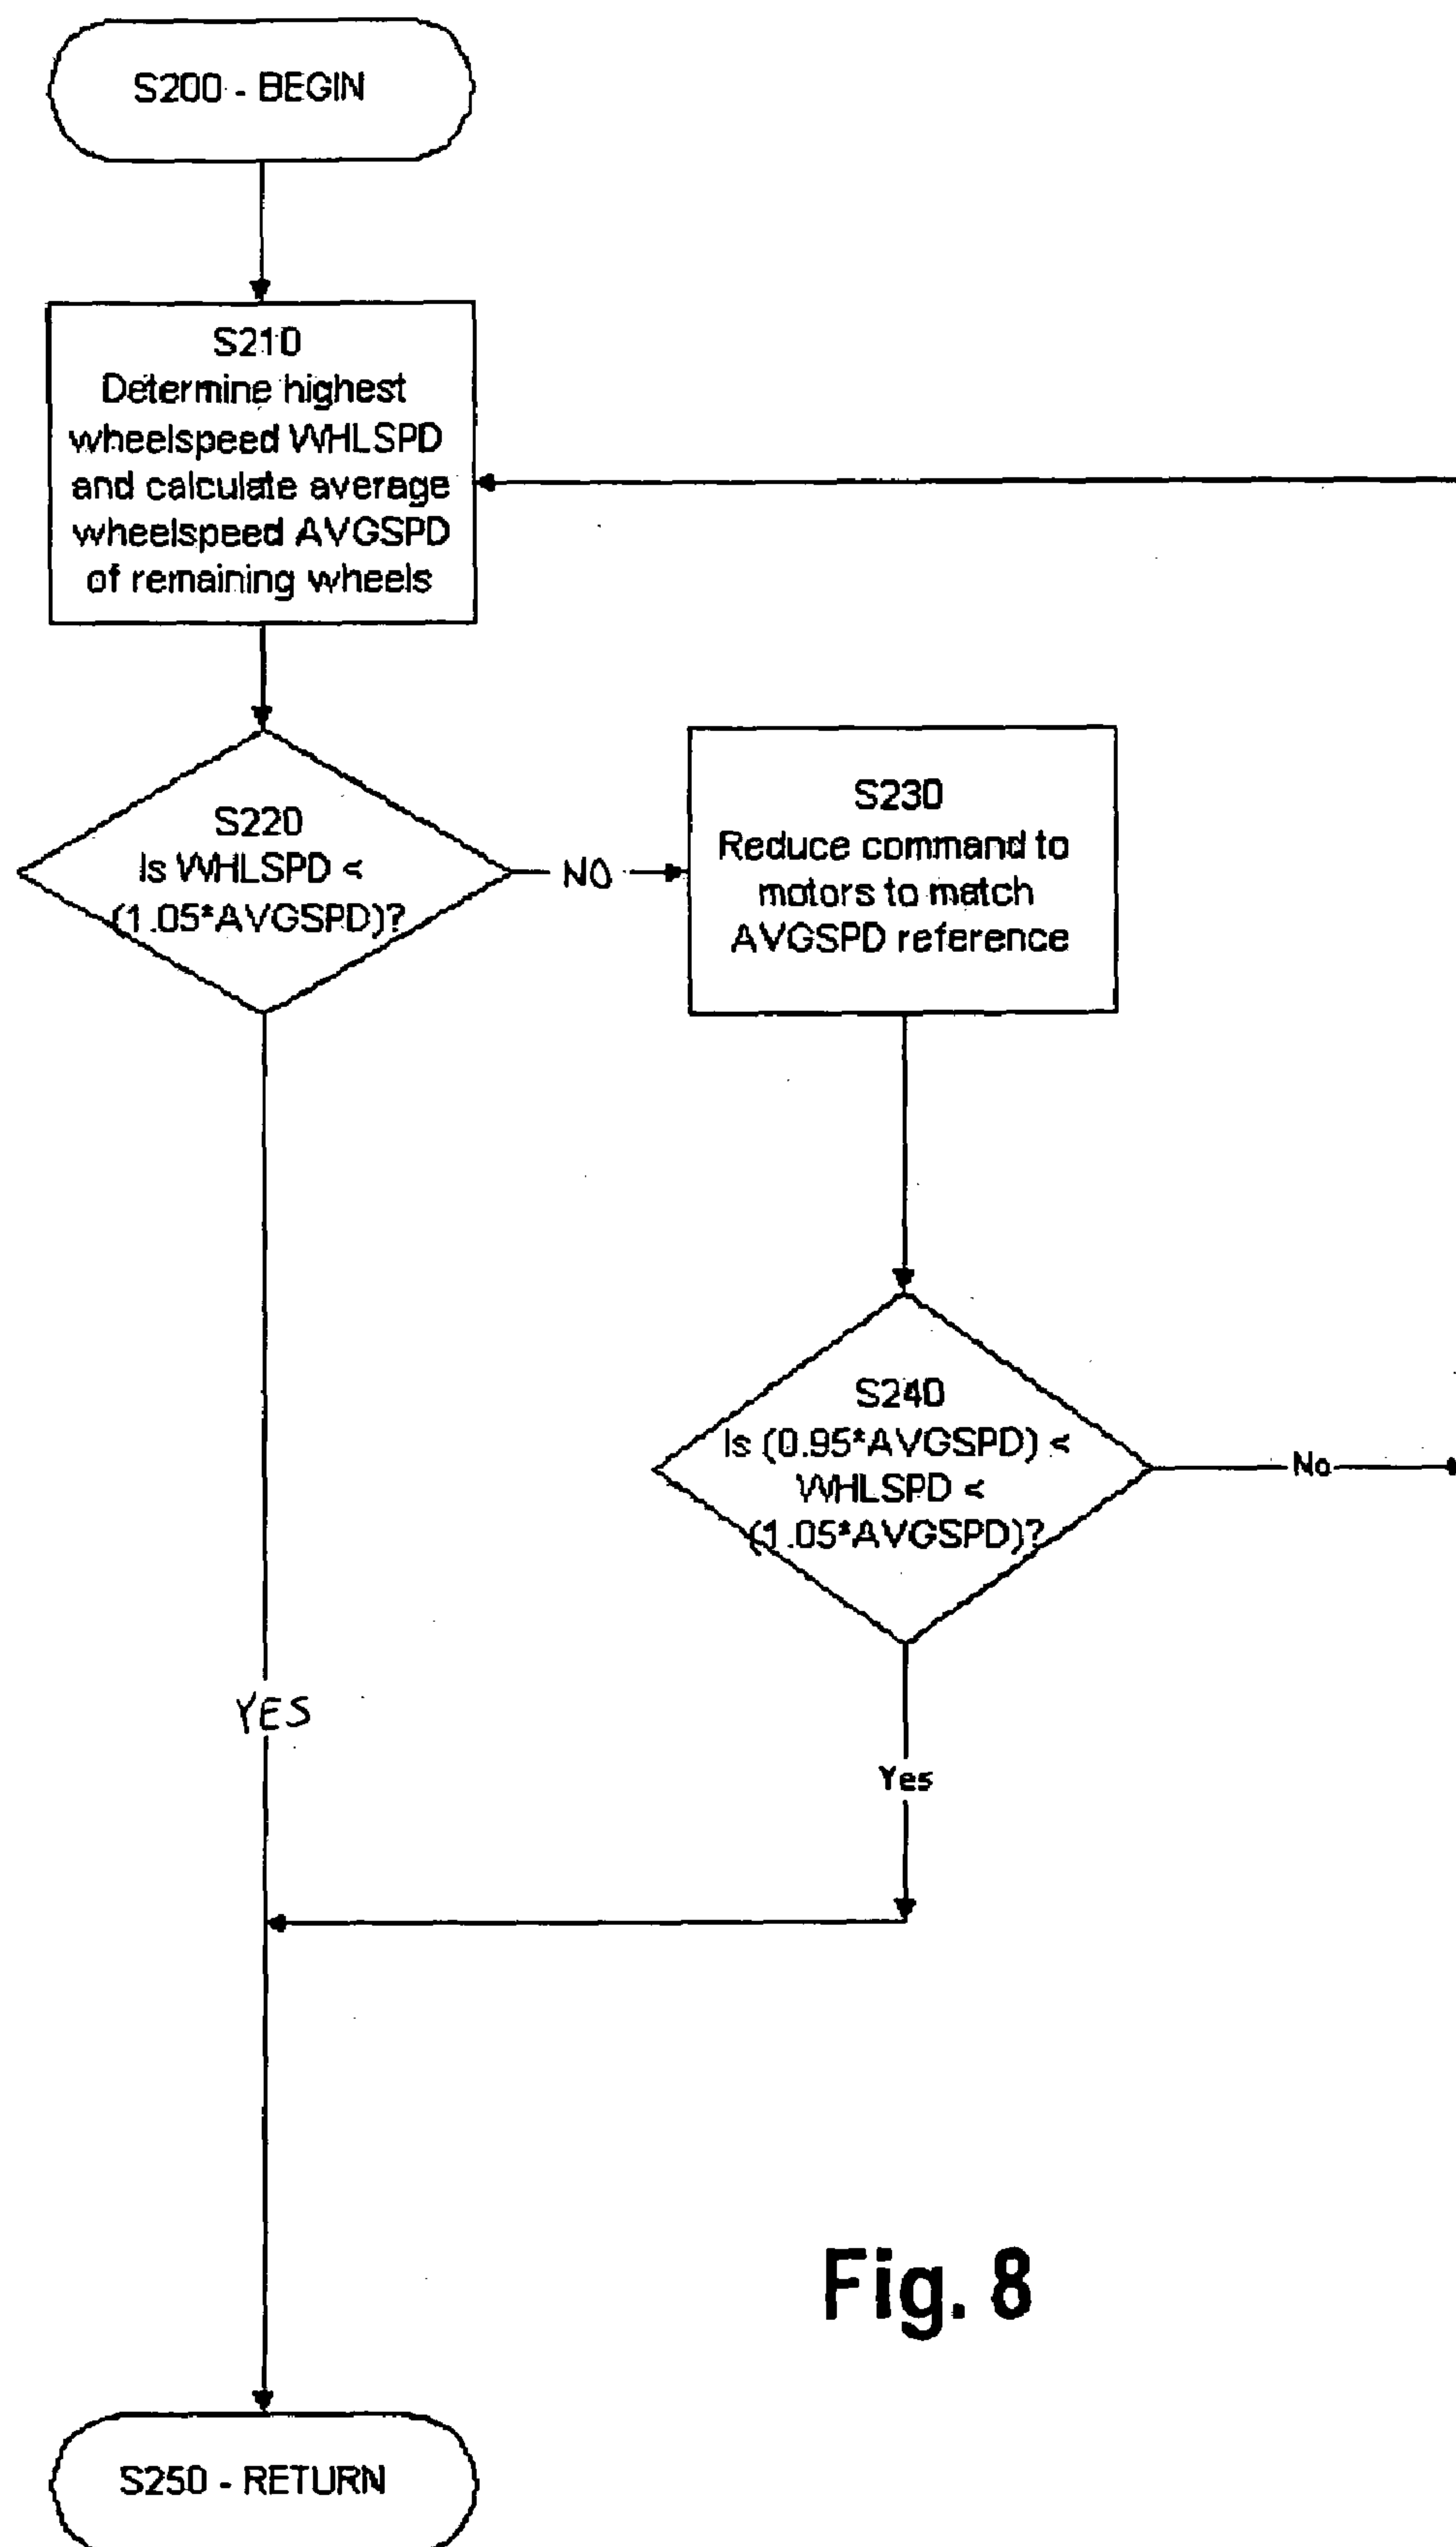 S200 - BEGIN
S210
Determine highest
wheelspeed WHLSPD
and calculate average
wheelspeed AVGSPD
of remaining wheels
S220
Is WHLSPD <
(1.05*AVGSPD)?
NO
S230
Reduce command to
motors to match
AVGSPD reference
S240
Is (0.95*AVGSPD) <
WHLSPD <
(1.05*AVGSPD)?
No
YES
Yes
Fig. 8
S250 - RETURN